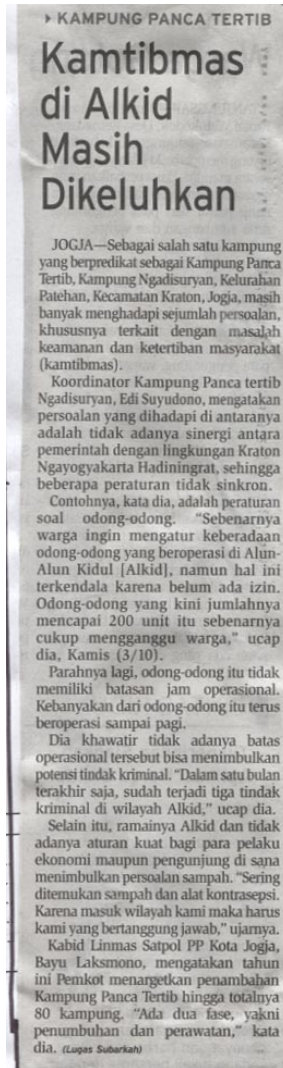 KAMPUNG PANCA TERTIB
Kamtibmas
di Alkid
Masih
Dikeluhkan
JOGJA—Sebagai salah satu kampung
yang berpredikat sebagai Kampung Panca
Tertib, Kampung Ngadisuryan, Kelurahan
Patehan, Kecamatan Kraton, Jogja, masih
banyak menghadapi sejumlah persoalan,
khususnya terkait dengan masalah
keamanan dan ketertiban masyarakat
(kamtibmas).
Koordinator Kampung Panca tertib
Ngadisuryan, Edi Suyudono, mengatakan
persoalan yang dihadapi di antaranya
adalah tidak adanya sinergi antara
pemerintah dengan lingkungan Kraton
Ngayogyakarta Hadiningrat, sehingga
beberapa peraturan tidak sinkron.
Contohnya, kata dia, adalah peraturan
soal odong-odong. "Sebenarnya
warga ingin mengatur keberadaan
odong-odong yang beroperasi di Alun-
Alun Kidul [Alkid], namun hal ini
terkendala karena belum ada izin.
Odong-odong yang kini jumlahnya
mencapai 200 unit itu sebenarnya
cukup mengganggu warga," ucap
dia, Kamis (3/10).
Parahnya lagi, odong-odong itu tidak
memiliki batasan jam operasional.
Kebanyakan dari odong-odong itu terus
beroperasi sampai pagi.
Dia khawatir tidak adanya batas
operasional tersebut bisa menimbulkan
potensi tindak kriminal. "Dalam satu bulan
terakhir saja, sudah terjadi tiga tindak
kriminal di wilayah Alkid," ucap dia.
Selain itu, ramainya Alkid dan tidak
adanya aturan kuat bagi para pelaku
ekonomi maupun pengunjung di sana
menimbulkan persoalan sampah. "Sering
ditemukan sampah dan alat kontrasepsi.
Karena masuk wilayah kami maka harus
kami yang bertanggung jawab," ujarnya.
Kabid Linmas Satpol PP Kota Jogja,
Bayu Laksmono, mengatakan tahun
ini Pemkot menargetkan penambahan
Kampung Panca Tertib hingga totalnya
80 kampung. "Ada dua fase, yakni
penumbuhan dan perawatan," kata
dia. (Lugas Subarkah)